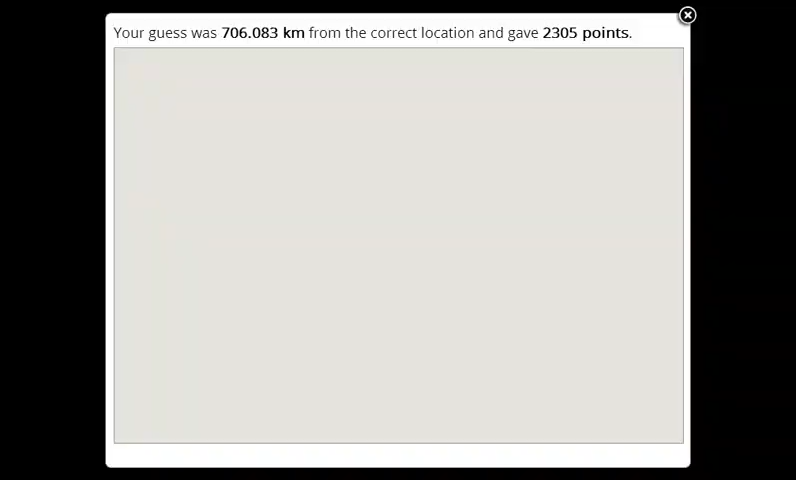 Your guess was 706.083 km from the correct location and gave 2305 points.